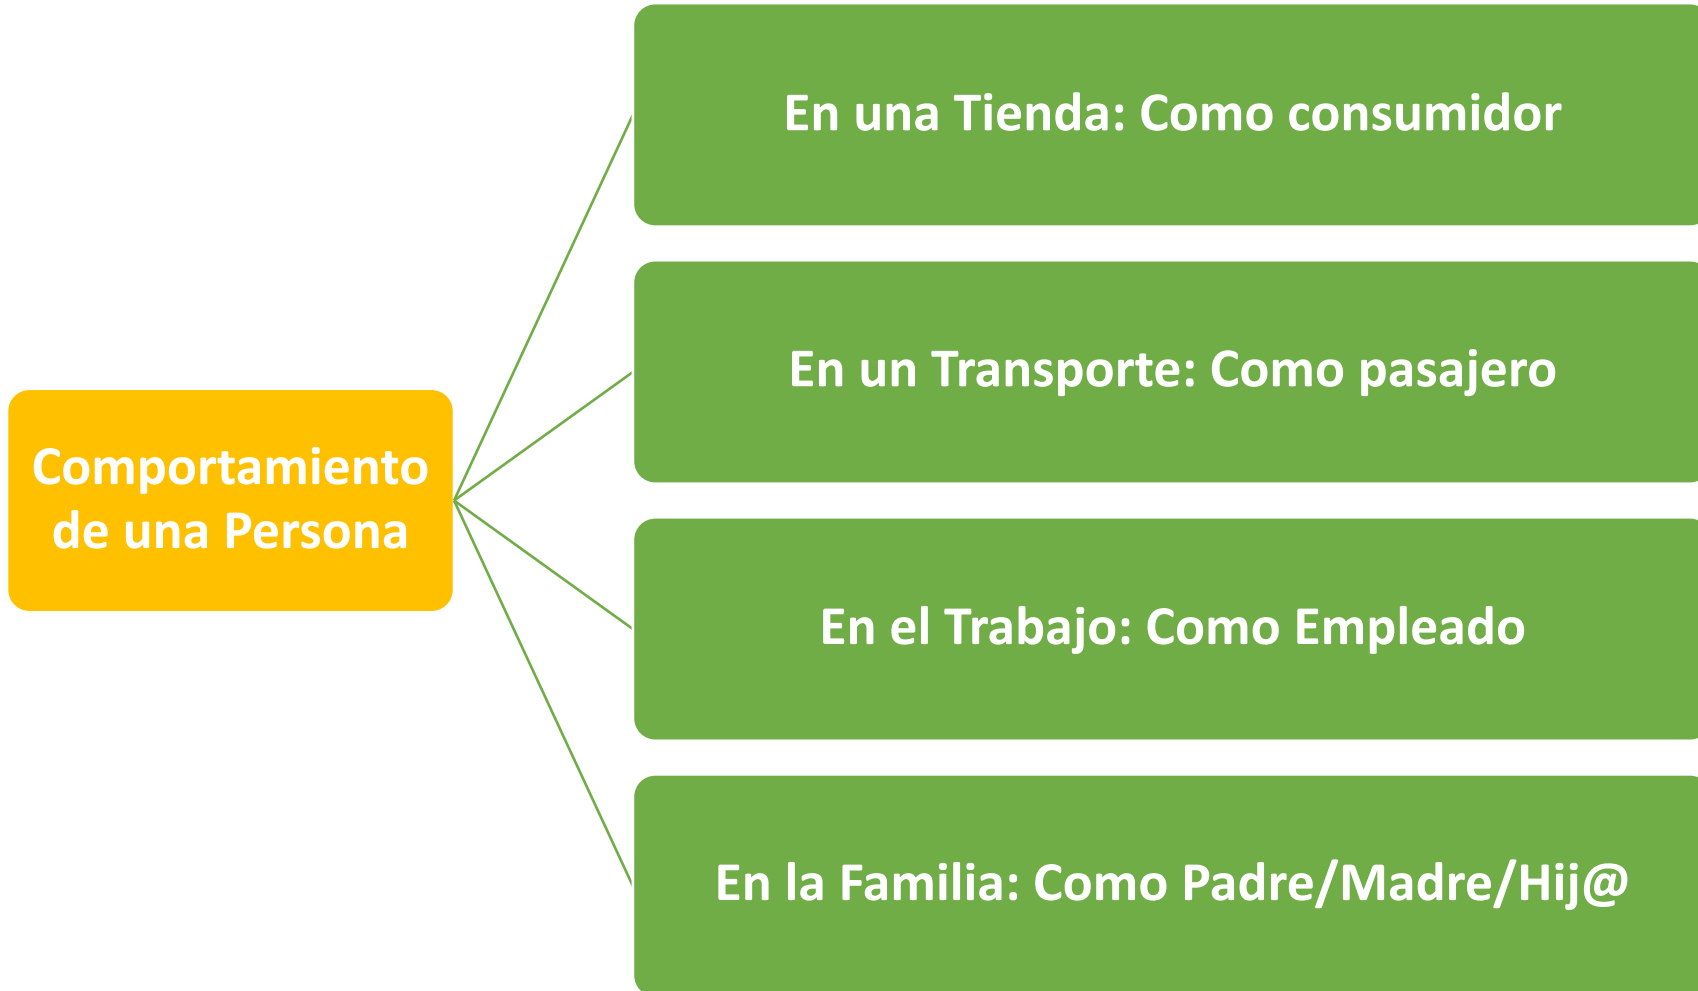 En una Tienda: Como consumidor
En un Transporte: Como pasajero
Comportamiento
de una Persona
En el Trabajo: Como Empleado
En la Familia: Como Padre/Madre/Hij@